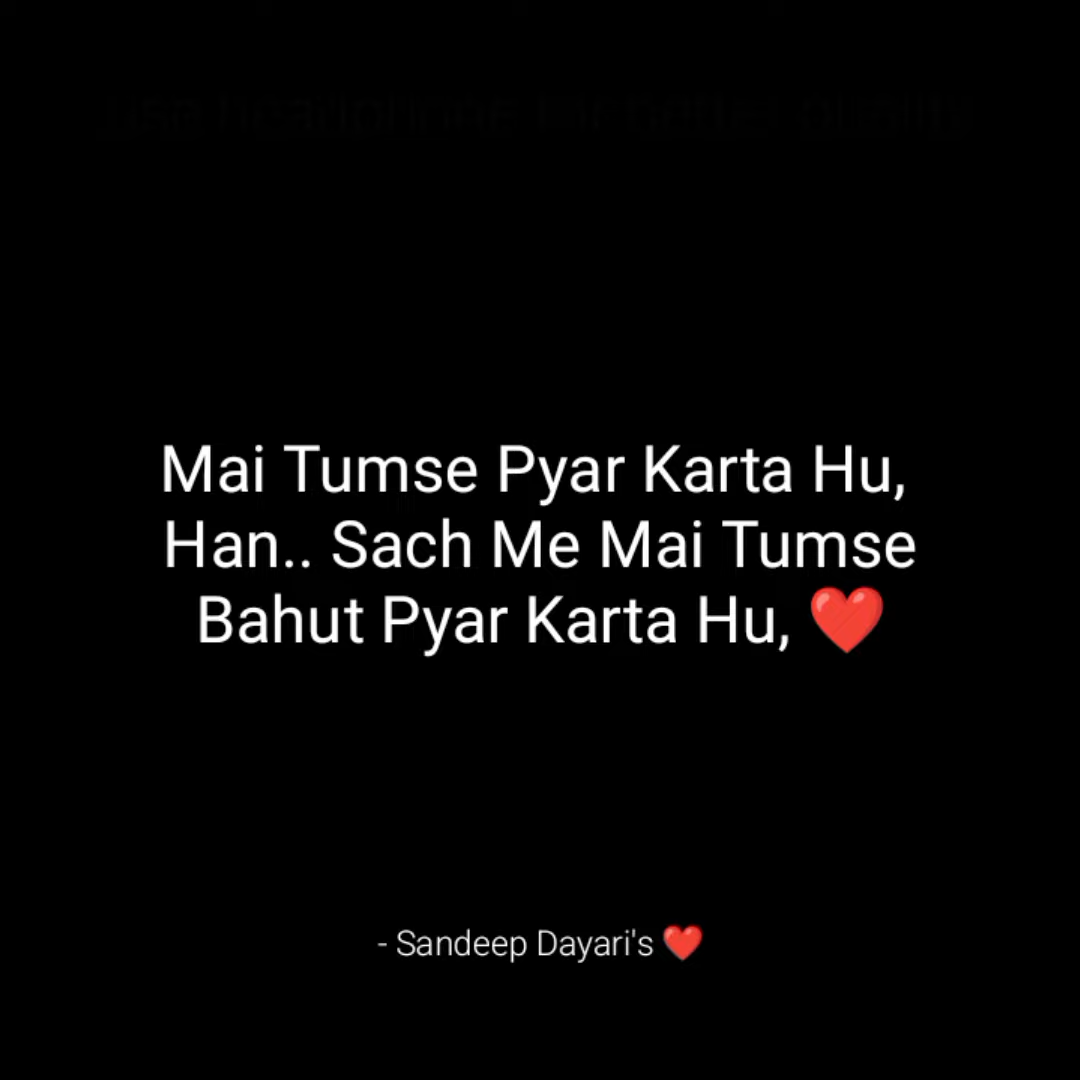 Mai Tumse Pyar Karta Hu,
Han.. Sach Me Mai Tumse
Bahut Pyar Karta Hu, ❤️
- Sandeep Dayari's ❤️